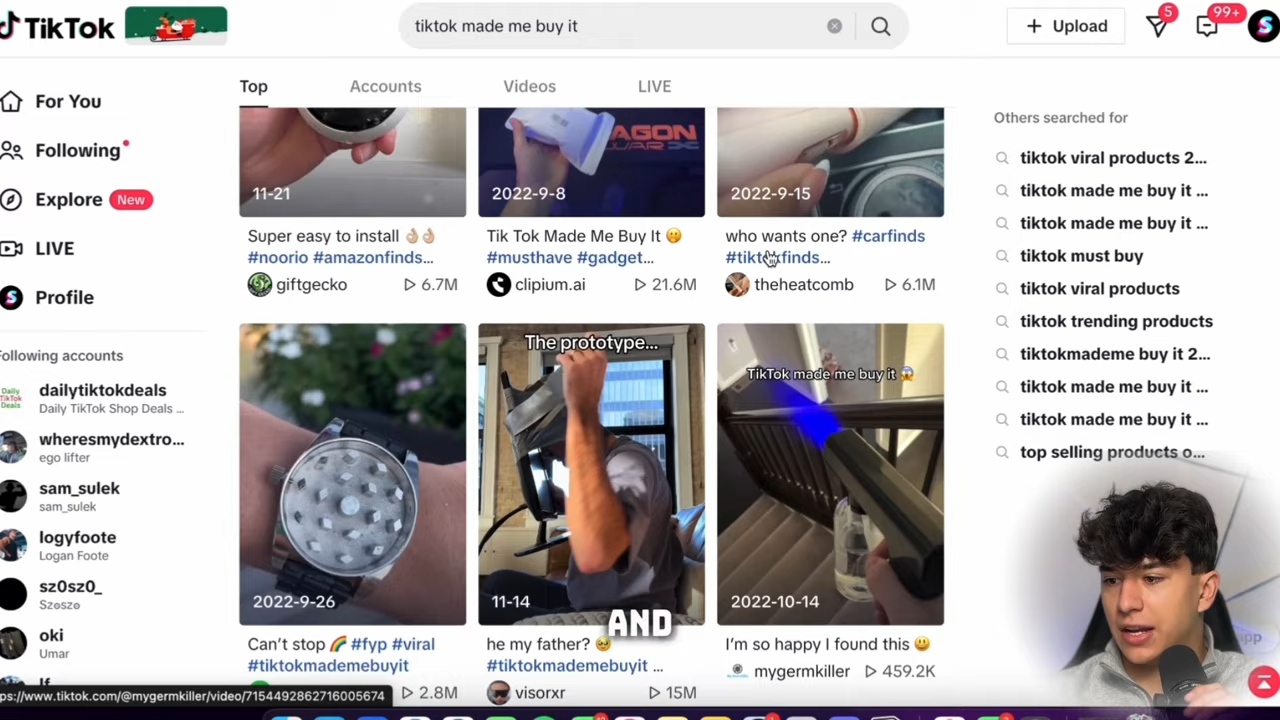 TikTok
tiktok made me buy it
+ Upload
5
99+
For You
Following
Explore New
LIVE
Profile
Following accounts
Daily TikTok Deals
dailytiktokdeals
Daily TikTok Shop Deals ...
wheresmydextro...
ego lifter
sam_sulek
sam_sulek
logyfoote
Logan Foote
sz0sz0_
oki
Umar
Top Accounts Videos LIVE
11-21
Super easy to install 👌🏻👌🏻
#noorio #amazonfinds...
giftgecko 6.7M
2022-9-8
Tik Tok Made Me Buy It 🤫
#musthave #gadget...
clipium.ai 21.6M
2022-9-15
who wants one? #carfinds
#tiktokfinds...
theheatcomb 6.1M
2022-9-26
Can't stop 🌈 #fyp #viral
#tiktokmademebuyit
2.8M
The prototype...
11-14
AND
he my father? 🥺
#tiktokmademebuyit ...
visorxr 15M
TikTok made me buy it 😱
2022-10-14
I'm so happy I found this 😃
mygermkiller 459.2K
Others searched for
tiktok viral products 2...
tiktok made me buy it ...
tiktok made me buy it ...
tiktok must buy
tiktok viral products
tiktok trending products
tiktokmademe buy it 2...
tiktok made me buy it ...
tiktok made me buy it ...
top selling products o...
ps://www.tiktok.com/@mygermkiller/video/7154492862716005674